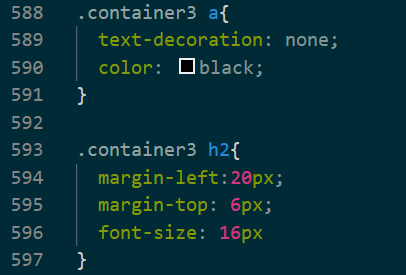 588 .container3 a{
589 text-decoration: none;
590 color: black;
591 }
592
593 .container3 h2{
594 margin-left:20px;
595 margin-top: 6px;
596 font-size: 16px
597 }